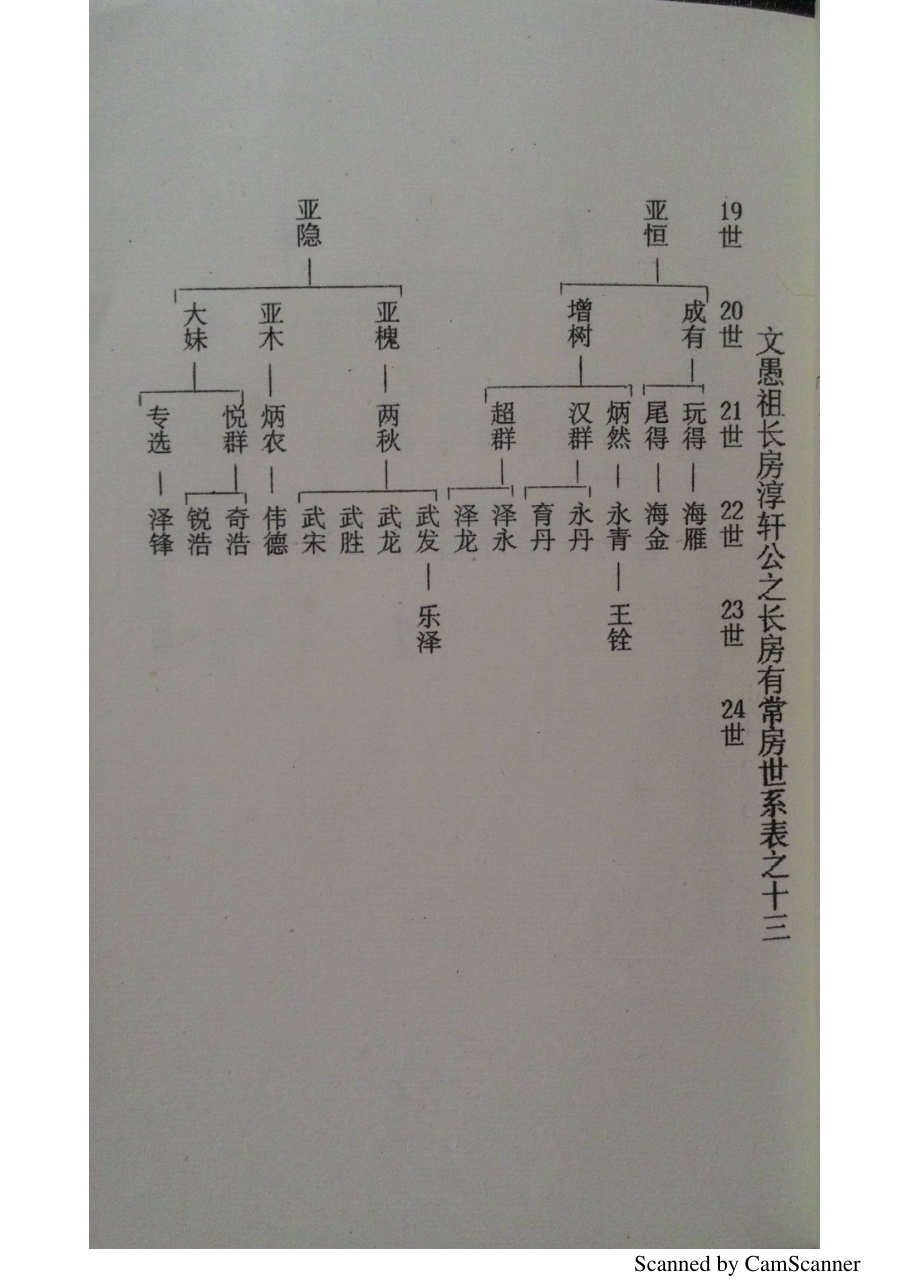 文愚祖长房淳轩公之长房有常房世系表之十三
19世 20世 21世 22世 23世 24世
亚恒 亚隐
成有 增树 亚槐 亚木 大妹
玩得 尾得 炳然 汉群 超群 两秋 炳农 悦群 专选
海雁 海金 永青 永丹 育丹 泽永 泽龙 武发 武龙 武胜 武宋 伟德 奇浩 锐浩 泽锋
王铨 乐泽
Scanned by CamScanner